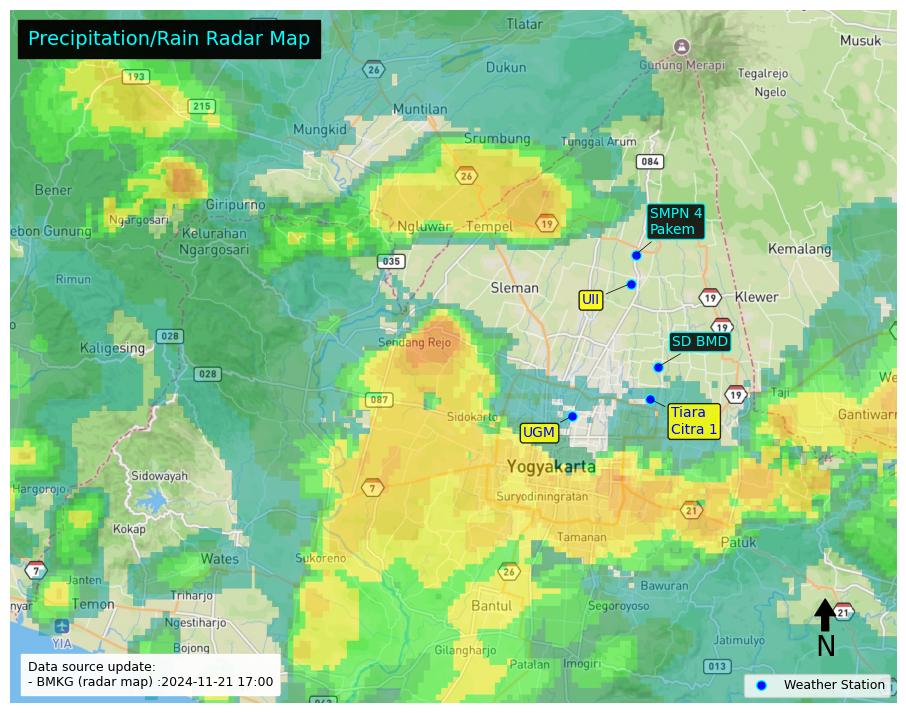 Precipitation/Rain Radar Map
Tlatar
Musuk
26
Dukun
Gunung Merapi
Tegalrejo
Ngelo
193
215
Muntilan
Mungkid
Srumbung
Tunggal Arum
084
26
Bener
Giripurno
Ngargosari
SMPN 4
Pakem
Ngluwar
Tempel
19
ebon Gunung
Kelurahan
Ngargosari
Kemalang
035
Rimun
Sleman
UII
19
Klewer
19
028
Kaligesing
Sendang Rejo
SD BMD
028
We
087
19
Taji
Sidokarto
Tiara
Citra 1
Gantiwarn
UGM
Yogyakarta
Sidowayah
7
Hargorojo
Suryodiningratan
21
Kokap
Tamanan
Patuk
Wates
Sukoreno
7
26
Janten
Bawuran
Triharjo
nyar
Temon
Bantul
Segoroyoso
21
Ngestiharjo
YIA
Jatimulyo
N
Bojong
Gilangharjo
Patalan
Imogiri
013
Data source update:
- BMKG (radar map) :2024-11-21 17:00
Weather Station